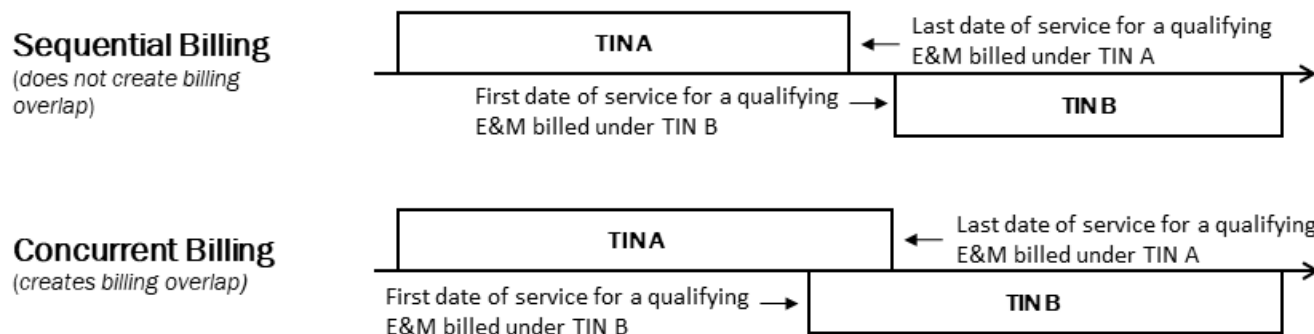 Sequential Billing
(does not create billing
overlap)
TIN A
Last date of service for a qualifying
E&M billed under TIN A
First date of service for a qualifying
E&M billed under TIN B
TIN B
Concurrent Billing
(creates billing overlap)
TIN A
Last date of service for a qualifying
E&M billed under TIN A
First date of service for a qualifying
E&M billed under TIN B
TIN B